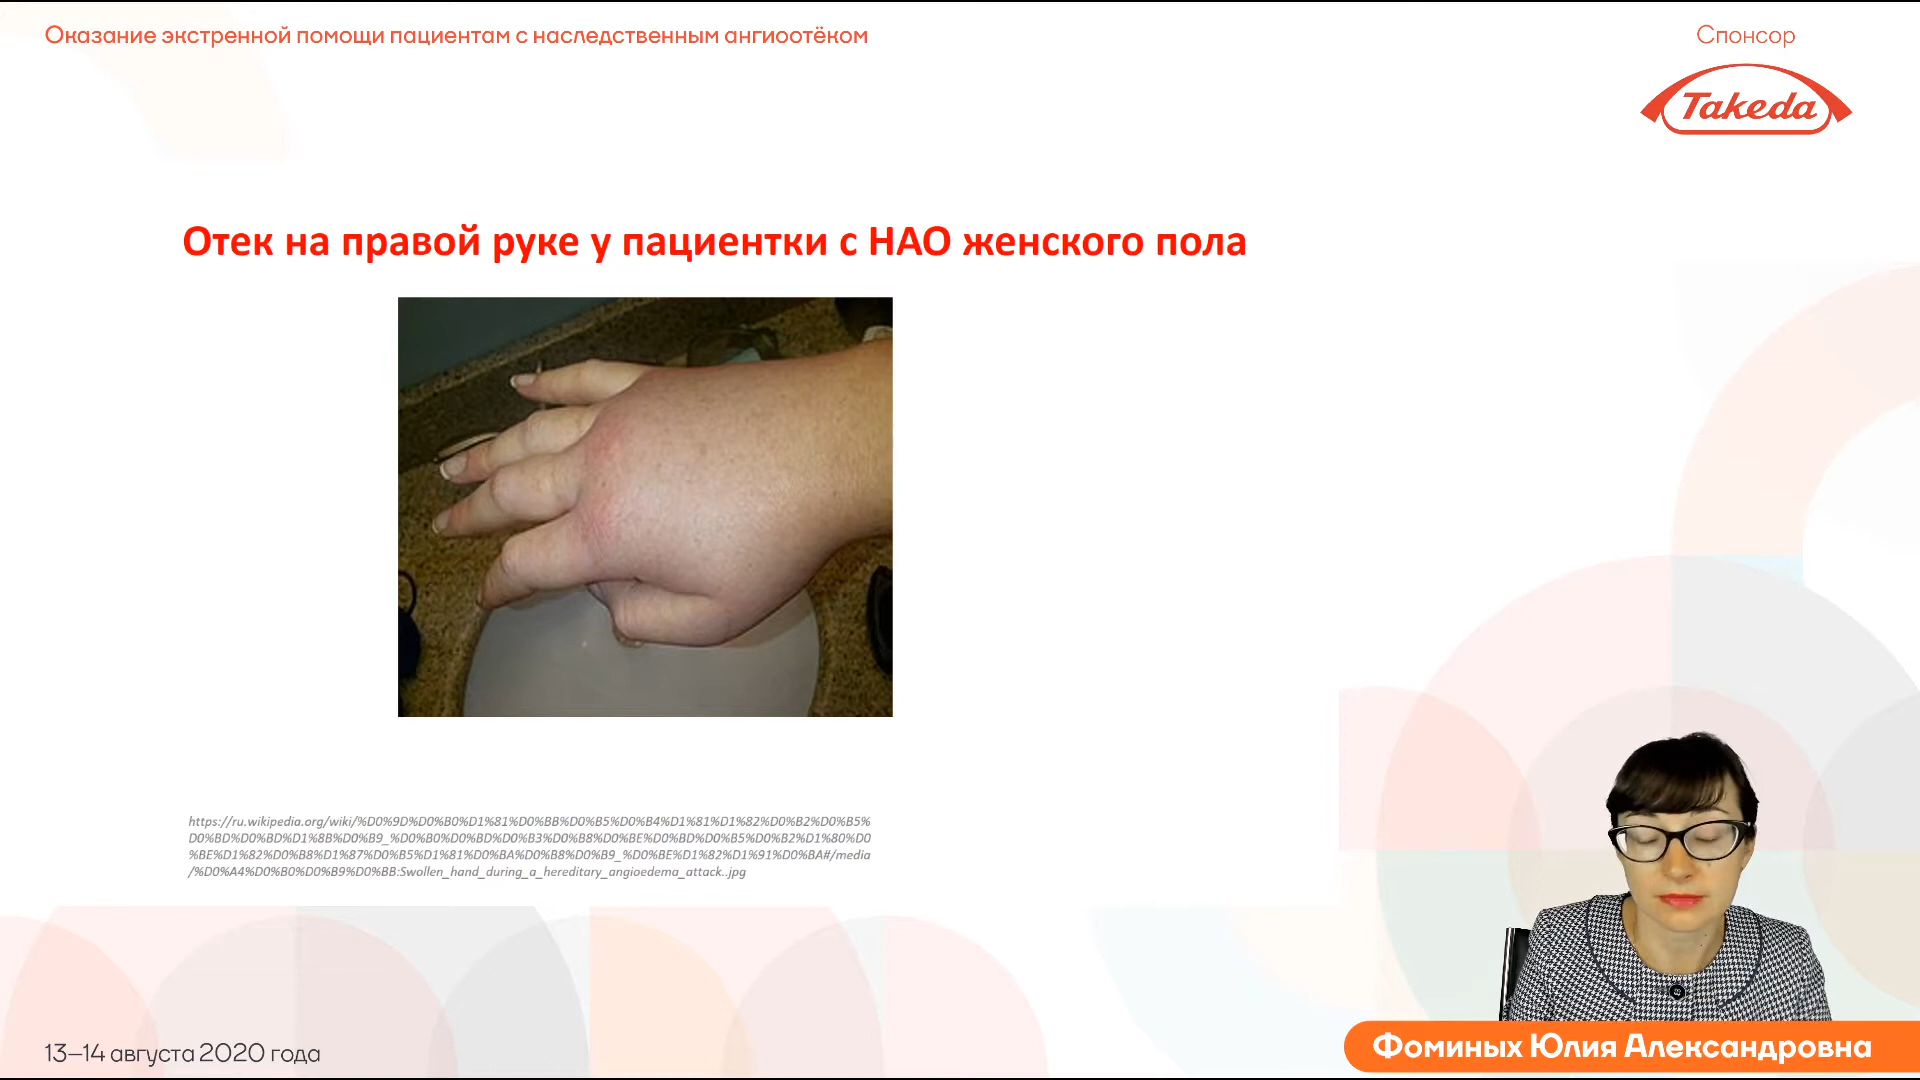 Оказание экстренной помощи пациентам с наследственным ангиоотёком
Спонсор
Takeda
Отек на правой руке у пациентки с НАО женского пола
https://ru.wikipedia.org/wiki/%D0%9D%D0%B0%D1%81%D0%BB%D0%B5%D0%B4%D1%81%D1%82%D0%B2%D0%B5%
D0%BD%D0%BD%D1%8B%D0%B9_%D0%B0%D0%BD%D0%B3%D0%B8%D0%BE%D0%BD%D0%B5%D0%B2%D1%80%D0
%BE%D1%82%D0%B8%D1%87%D0%B5%D1%81%D0%BA%D0%B8%D0%B9_%D0%BE%D1%82%D1%91%D0%BA#/media
/%D0%A4%D0%B0%D0%B9%D0%BB:Swollen_hand_during_a_hereditary_angioedema_attack..jpg
13–14 августа 2020 года
Фоминых Юлия Александровна